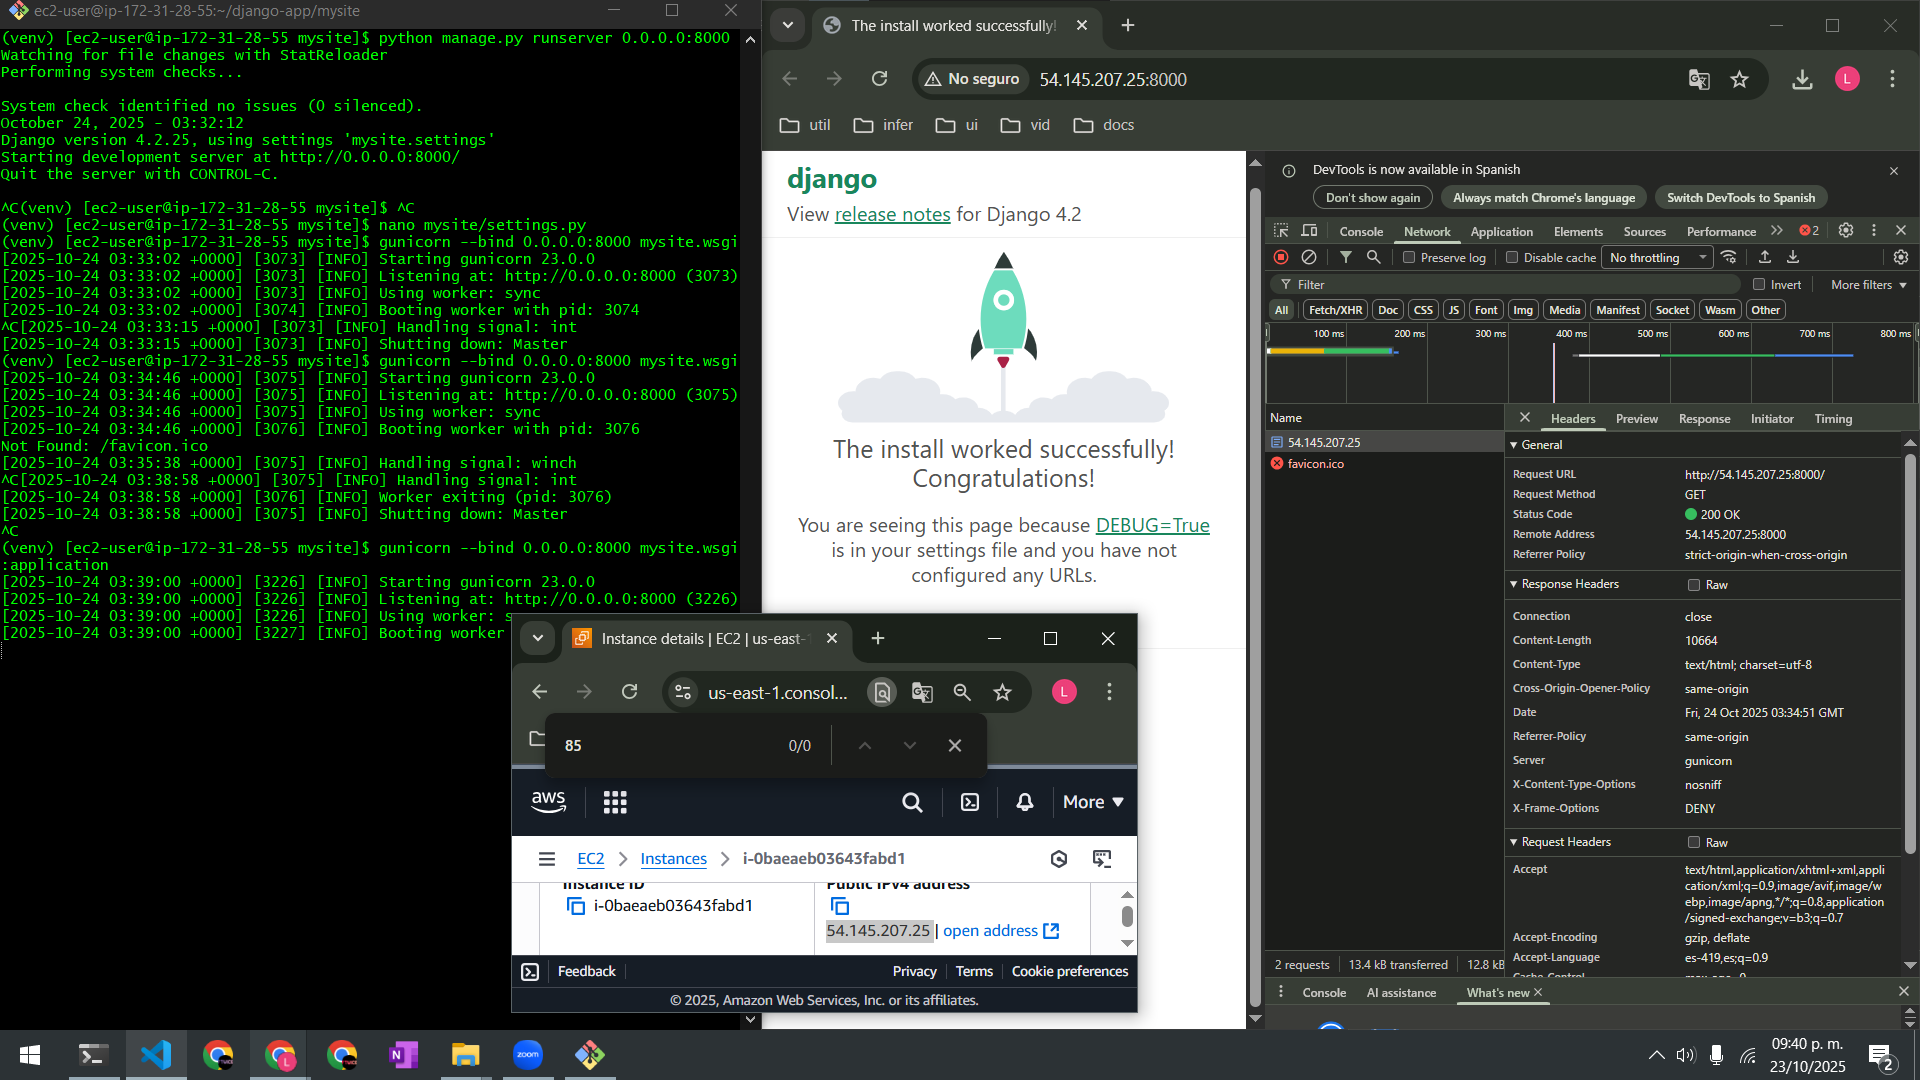 ec2-user@ip-172-31-28-55:~/django-app/mysite
(venv) [ec2-user@ip-172-31-28-55 mysite]$ python manage.py runserver 0.0.0.0:8000
Watching for file changes with StatReloader
Performing system checks...
System check identified no issues (0 silenced).
October 24, 2025 - 03:32:12
Django version 4.2.25, using settings 'mysite.settings'
Starting development server at http://0.0.0.0:8000/
Quit the server with CONTROL-C.
^C(venv) [ec2-user@ip-172-31-28-55 mysite]$ ^C
(venv) [ec2-user@ip-172-31-28-55 mysite]$ nano mysite/settings.py
(venv) [ec2-user@ip-172-31-28-55 mysite]$ gunicorn --bind 0.0.0.0:8000 mysite.wsgi
[2025-10-24 03:33:02 +0000] [3073] [INFO] Starting gunicorn 23.0.0
[2025-10-24 03:33:02 +0000] [3073] [INFO] Listening at: http://0.0.0.0:8000 (3073)
[2025-10-24 03:33:02 +0000] [3073] [INFO] Using worker: sync
[2025-10-24 03:33:02 +0000] [3074] [INFO] Booting worker with pid: 3074
^C[2025-10-24 03:33:15 +0000] [3073] [INFO] Handling signal: int
[2025-10-24 03:33:15 +0000] [3073] [INFO] Shutting down: Master
(venv) [ec2-user@ip-172-31-28-55 mysite]$ gunicorn --bind 0.0.0.0:8000 mysite.wsgi
[2025-10-24 03:34:46 +0000] [3075] [INFO] Starting gunicorn 23.0.0
[2025-10-24 03:34:46 +0000] [3075] [INFO] Listening at: http://0.0.0.0:8000 (3075)
[2025-10-24 03:34:46 +0000] [3075] [INFO] Using worker: sync
[2025-10-24 03:34:46 +0000] [3076] [INFO] Booting worker with pid: 3076
Not Found: /favicon.ico
[2025-10-24 03:35:38 +0000] [3075] [INFO] Handling signal: winch
^C[2025-10-24 03:38:58 +0000] [3075] [INFO] Handling signal: int
[2025-10-24 03:38:58 +0000] [3076] [INFO] Worker exiting (pid: 3076)
[2025-10-24 03:38:58 +0000] [3075] [INFO] Shutting down: Master
^C
(venv) [ec2-user@ip-172-31-28-55 mysite]$ gunicorn --bind 0.0.0.0:8000 mysite.wsgi
:application
[2025-10-24 03:39:00 +0000] [3226] [INFO] Starting gunicorn 23.0.0
[2025-10-24 03:39:00 +0000] [3226] [INFO] Listening at: http://0.0.0.0:8000 (3226)
[2025-10-24 03:39:00 +0000] [3226] [INFO] Using worker: s
[2025-10-24 03:39:00 +0000] [3227] [INFO] Booting worker
The install worked successfully!
No seguro
54.145.207.25:8000
L
util
infer
ui
vid
docs
django
View release notes for Django 4.2
The install worked successfully!
Congratulations!
You are seeing this page because DEBUG=True
is in your settings file and you have not
configured any URLs.
DevTools is now available in Spanish
Don't show again
Always match Chrome's language
Switch DevTools to Spanish
Console
Network
Application
Elements
Sources
Performance
2
Preserve log
Disable cache
No throttling
Filter
Invert
More filters
All
Fetch/XHR
Doc
CSS
JS
Font
Img
Media
Manifest
Socket
Wasm
Other
100 ms
200 ms
300 ms
400 ms
500 ms
600 ms
700 ms
800 ms
Name
54.145.207.25
favicon.ico
Headers
Preview
Response
Initiator
Timing
General
Request URL
http://54.145.207.25:8000/
Request Method
GET
Status Code
200 OK
Remote Address
54.145.207.25:8000
Referrer Policy
strict-origin-when-cross-origin
Response Headers
Raw
Connection
close
Content-Length
10664
Content-Type
text/html; charset=utf-8
Cross-Origin-Opener-Policy
same-origin
Date
Fri, 24 Oct 2025 03:34:51 GMT
Referrer-Policy
same-origin
Server
gunicorn
X-Content-Type-Options
nosniff
X-Frame-Options
DENY
Request Headers
Raw
Accept
text/html,application/xhtml+xml,appl
ication/xml;q=0.9,image/avif,image/w
ebp,image/apng,*/*;q=0.8,application
/signed-exchange;v=b3;q=0.7
Accept-Encoding
gzip, deflate
Accept-Language
es-419,es;q=0.9
Cache-Control
max-age=0
2 requests
13.4 kB transferred
12.8 kB
Console
AI assistance
What's new
Instance details | EC2 | us-east-1
us-east-1.consol...
L
85
0/0
aws
More
EC2
Instances
i-0baeaeb03643fabd1
Instance ID
i-0baeaeb03643fabd1
Public IPv4 address
54.145.207.25 | open address
Feedback
Privacy
Terms
Cookie preferences
© 2025, Amazon Web Services, Inc. or its affiliates.
zoom
09:40 p. m.
23/10/2025
2